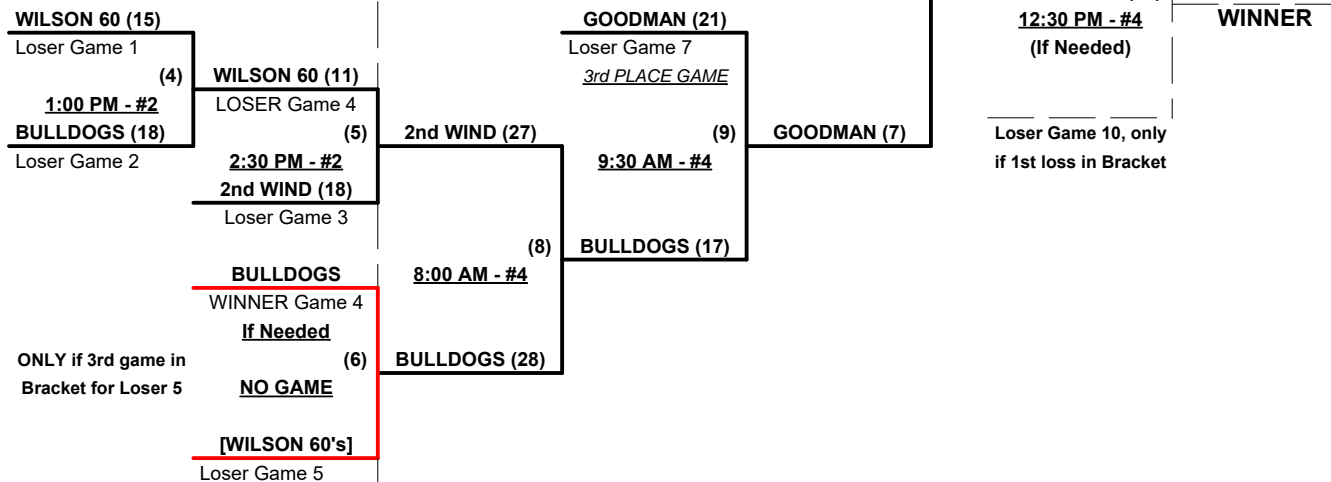 WILSON 60 (15)
Loser Game 1
(4)
1:00 PM - #2
BULLDOGS (18)
Loser Game 2
WILSON 60 (11)
LOSER Game 4
(5)
2:30 PM - #2
2nd WIND (18)
Loser Game 3
BULLDOGS
WINNER Game 4
If Needed
(6)
NO GAME
[WILSON 60's]
Loser Game 5
ONLY if 3rd game in
Bracket for Loser 5
2nd WIND (27)
(8)
8:00 AM - #4
BULLDOGS (28)
GOODMAN (21)
Loser Game 7
3rd PLACE GAME
(9)
9:30 AM - #4
BULLDOGS (17)
GOODMAN (7)
12:30 PM - #4
(If Needed)
WINNER
Loser Game 10, only
if 1st loss in Bracket